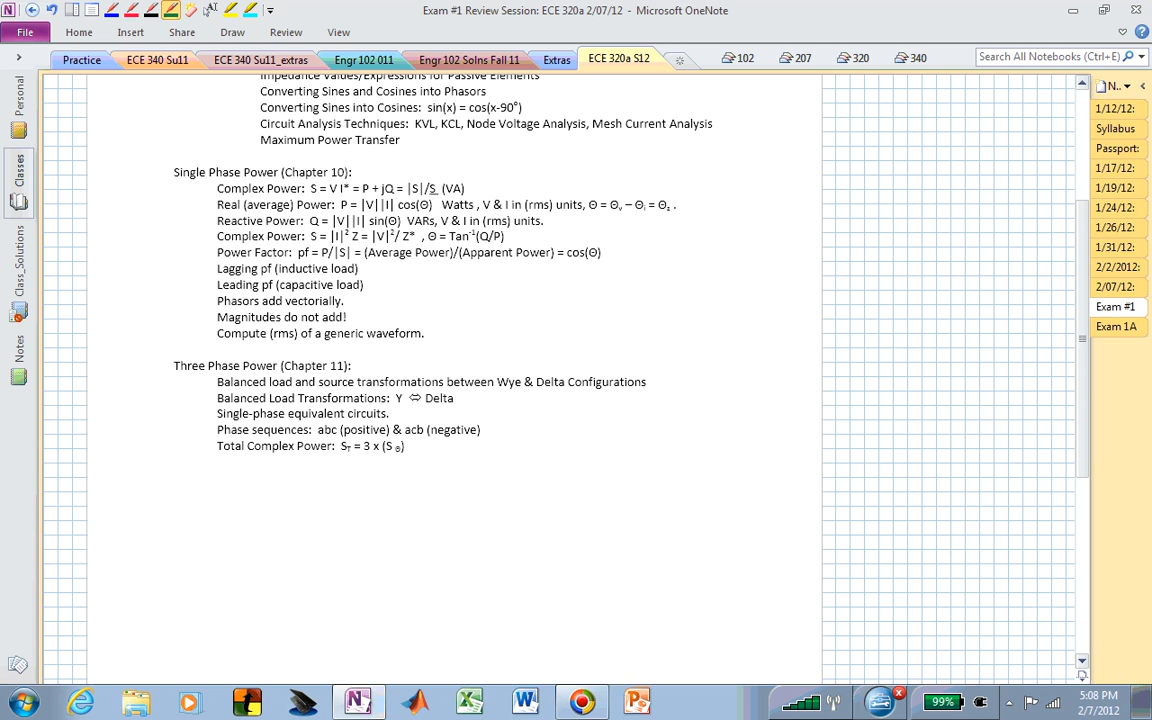 Exam #1 Review Session: ECE 320a 2/07/12 - Microsoft OneNote
File Home Insert Share Draw Review View
Practice ECE 340 Su11 ECE 340 Su11_extras Engr 102 011 Engr 102 Solns Fall 11 Extras ECE 320a S12 102 207 320 340 Search All Notebooks (Ctrl+E)
Personal
Classes
Class_Solutions
Notes
Impedance Values/Expressions for Passive Elements
Converting Sines and Cosines into Phasors
Converting Sines into Cosines: sin(x) = cos(x-90°)
Circuit Analysis Techniques: KVL, KCL, Node Voltage Analysis, Mesh Current Analysis
Maximum Power Transfer
Single Phase Power (Chapter 10):
Complex Power: S = V I* = P + jQ = |S|/S (VA)
Real (average) Power: P = |V||I| cos(Θ) Watts , V & I in (rms) units, Θ = Θv – Θi = Θz .
Reactive Power: Q = |V||I| sin(Θ) VARs, V & I in (rms) units.
Complex Power: S = |I|² Z = |V|²/ Z* , Θ = Tan⁻¹(Q/P)
Power Factor: pf = P/|S| = (Average Power)/(Apparent Power) = cos(Θ)
Lagging pf (inductive load)
Leading pf (capacitive load)
Phasors add vectorially.
Magnitudes do not add!
Compute (rms) of a generic waveform.
Three Phase Power (Chapter 11):
Balanced load and source transformations between Wye & Delta Configurations
Balanced Load Transformations: Y ⇔ Delta
Single-phase equivalent circuits.
Phase sequences: abc (positive) & acb (negative)
Total Complex Power: ST = 3 x (S Θ)
N..
1/12/12:
Syllabus
Passport:
1/17/12:
1/19/12:
1/24/12:
1/26/12:
1/31/12:
2/2/2012:
2/07/12:
Exam #1
Exam 1A
99%
5:08 PM
2/7/2012